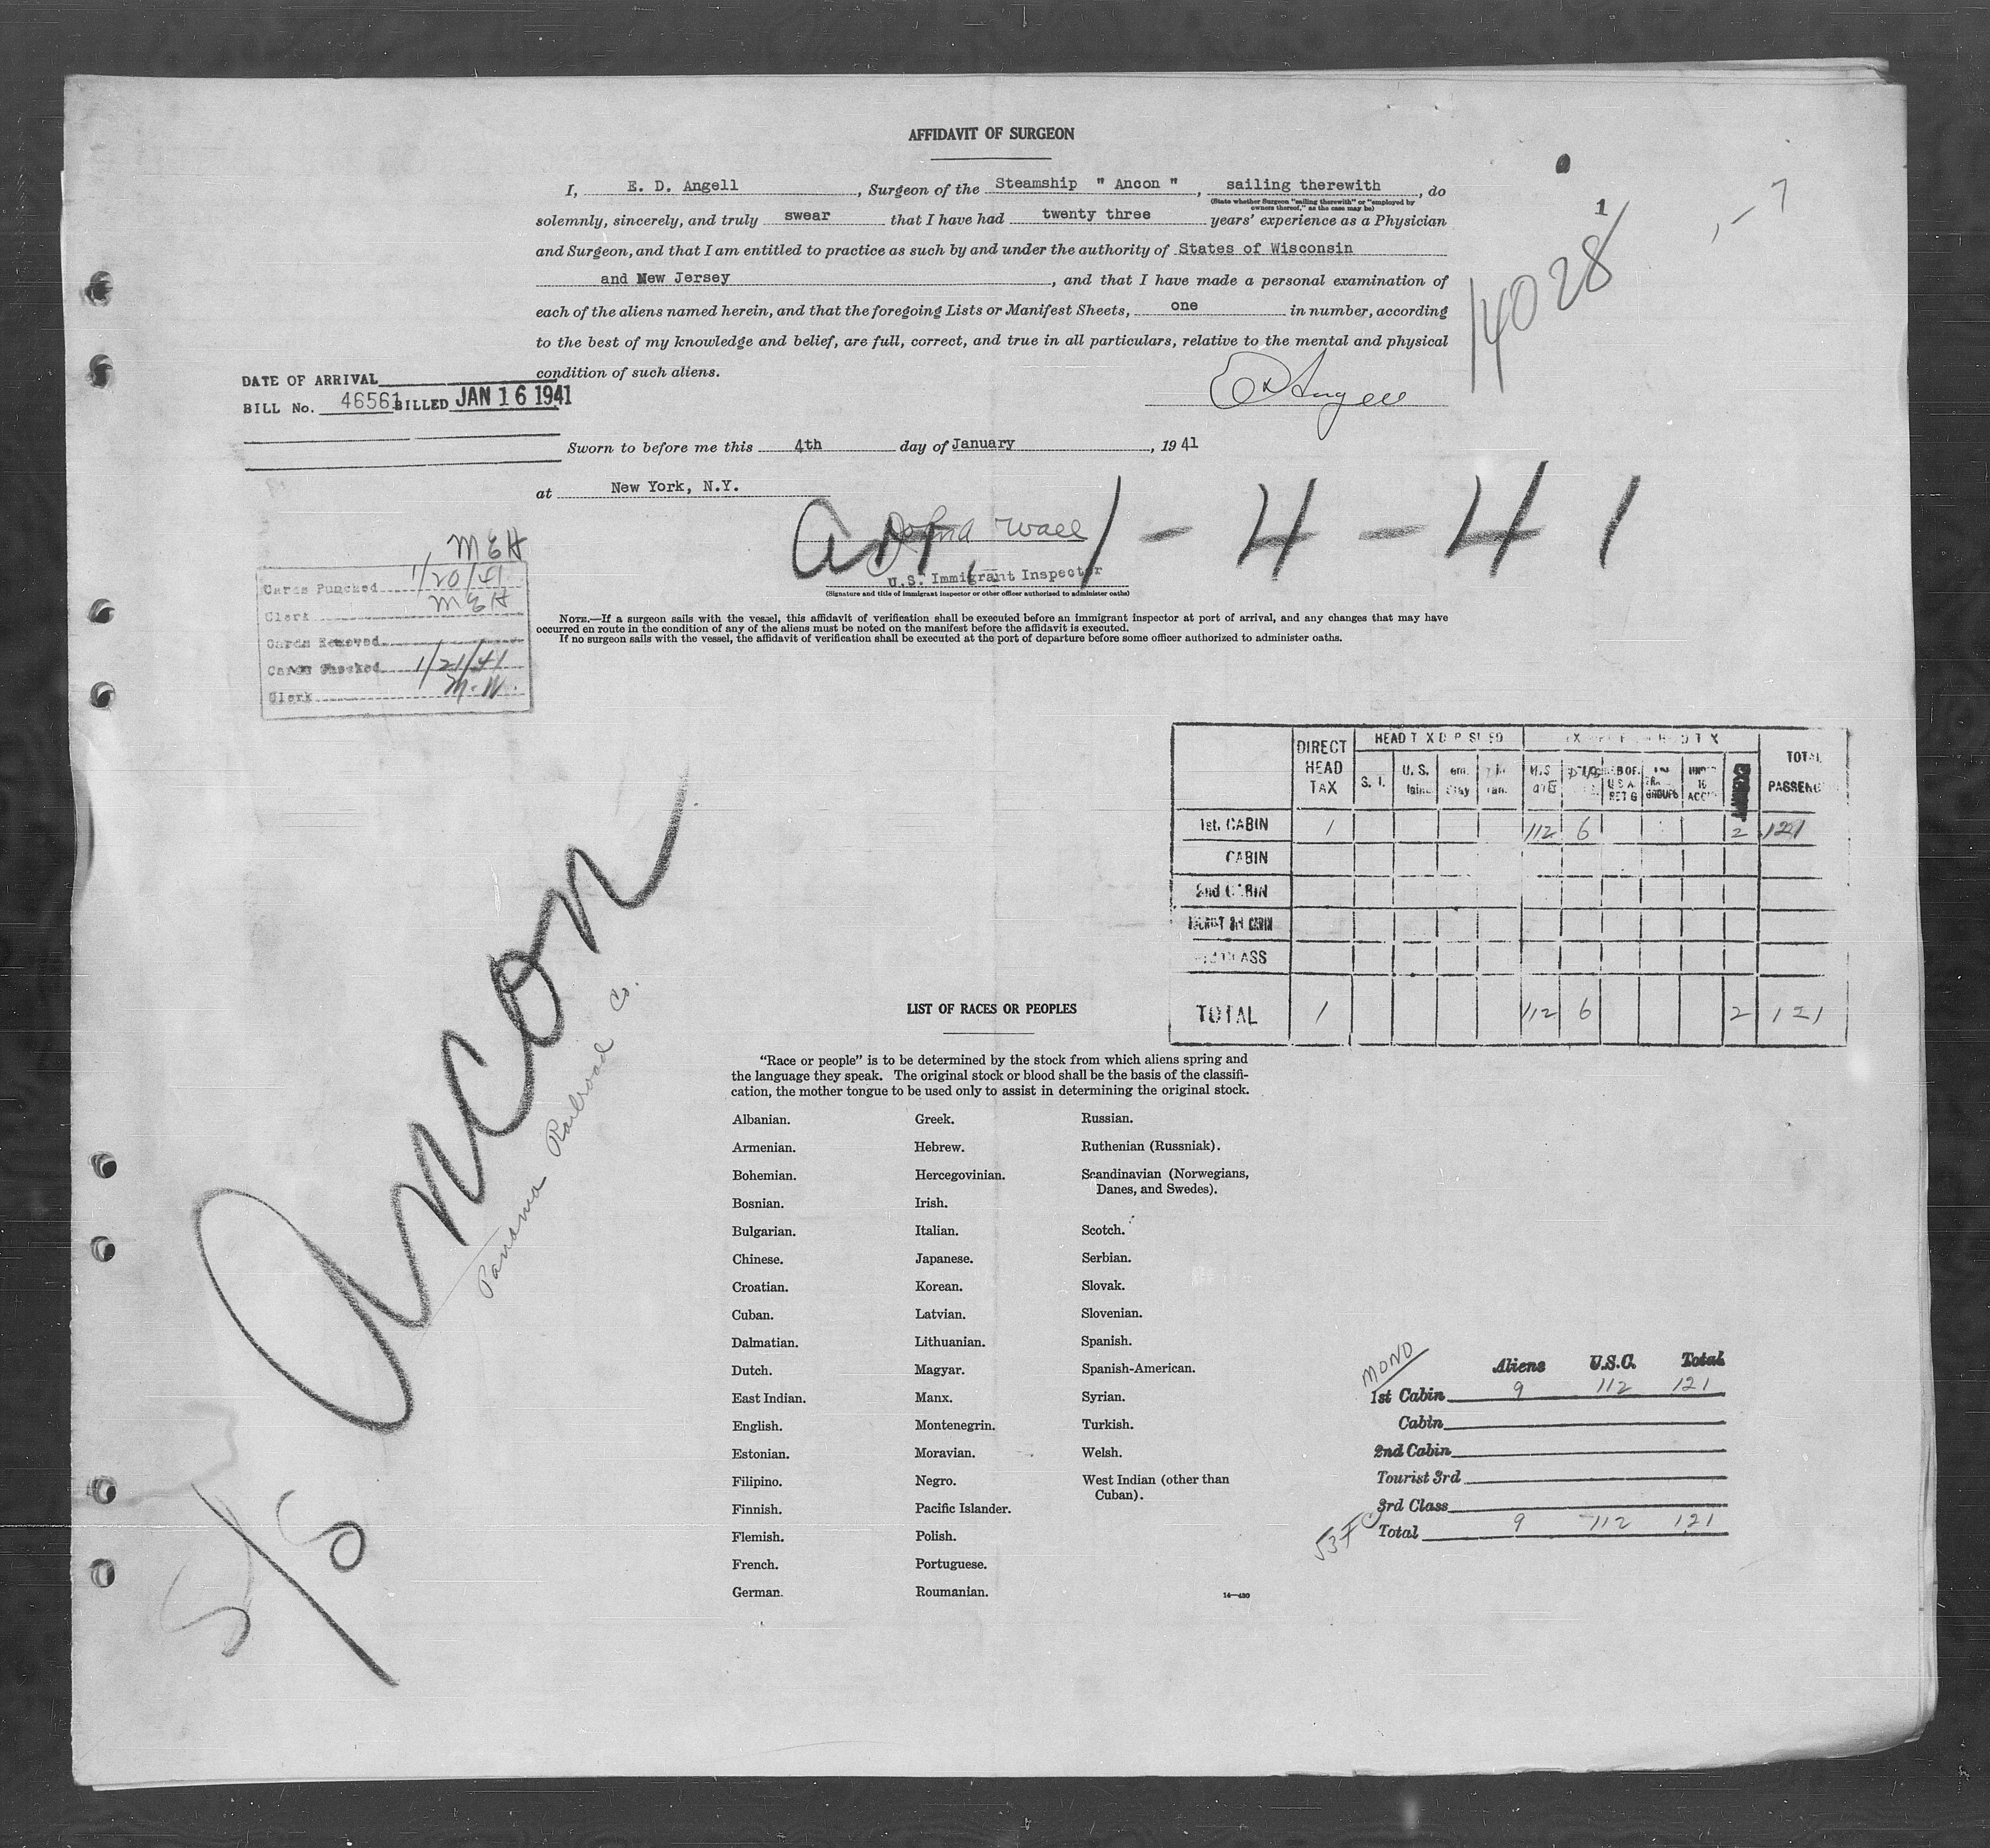 AFFIDAVIT OF SURGEON
I, E. D. Angell, Surgeon of the Steamship " Ancon ", sailing therewith, do
(State whether Surgeon "sailing therewith" or "employed by
owners thereof," as the case may be)
solemnly, sincerely, and truly swear that I have had twenty three years' experience as a Physician
and Surgeon, and that I am entitled to practice as such by and under the authority of States of Wisconsin
and New Jersey, and that I have made a personal examination of
each of the aliens named herein, and that the foregoing Lists or Manifest Sheets, one in number, according
to the best of my knowledge and belief, are full, correct, and true in all particulars, relative to the mental and physical
condition of such aliens.
1
14028
E D Angell
DATE OF ARRIVAL
BILL No. 46561 BILLED JAN 16 1941
Sworn to before me this 4th day of January, 1941
at New York, N.Y.
Arr. 1-4-41
Wall
U.S. Immigrant Inspector
(Signature and title of immigrant inspector or other officer authorized to administer oaths)
NOTE.—If a surgeon sails with the vessel, this affidavit of verification shall be executed before an immigrant inspector at port of arrival, and any changes that may have
occurred en route in the condition of any of the aliens must be noted on the manifest before the affidavit is executed.
If no surgeon sails with the vessel, the affidavit of verification shall be executed at the port of departure before some officer authorized to administer oaths.
MEH
Cards Punched 1/20/41
Clerk MEH
Cards Removed
Cards Checked 1/21/41
Clerk M.W.
DIRECT HEAD TAX
S. I.
U. S.
TOTAL PASSENG
1st. CABIN 1 112 6 2 121
CABIN
2nd CABIN
TOTAL 1 112 6 2 121
S/S Ancon
Panama Railroad Co.
LIST OF RACES OR PEOPLES
"Race or people" is to be determined by the stock from which aliens spring and
the language they speak. The original stock or blood shall be the basis of the classifi-
cation, the mother tongue to be used only to assist in determining the original stock.
Albanian.
Armenian.
Bohemian.
Bosnian.
Bulgarian.
Chinese.
Croatian.
Cuban.
Dalmatian.
Dutch.
East Indian.
English.
Estonian.
Filipino.
Finnish.
Flemish.
French.
German.
Greek.
Hebrew.
Hercegovinian.
Irish.
Italian.
Japanese.
Korean.
Latvian.
Lithuanian.
Magyar.
Manx.
Montenegrin.
Moravian.
Negro.
Pacific Islander.
Polish.
Portuguese.
Roumanian.
Russian.
Ruthenian (Russniak).
Scandinavian (Norwegians,
Danes, and Swedes).
Scotch.
Serbian.
Slovak.
Slovenian.
Spanish.
Spanish-American.
Syrian.
Turkish.
Welsh.
West Indian (other than
Cuban).
14—430
MONO
Aliens U.S.C. Total
1st Cabin 9 112 121
Cabin
2nd Cabin
Tourist 3rd
3rd Class
Total 9 112 121